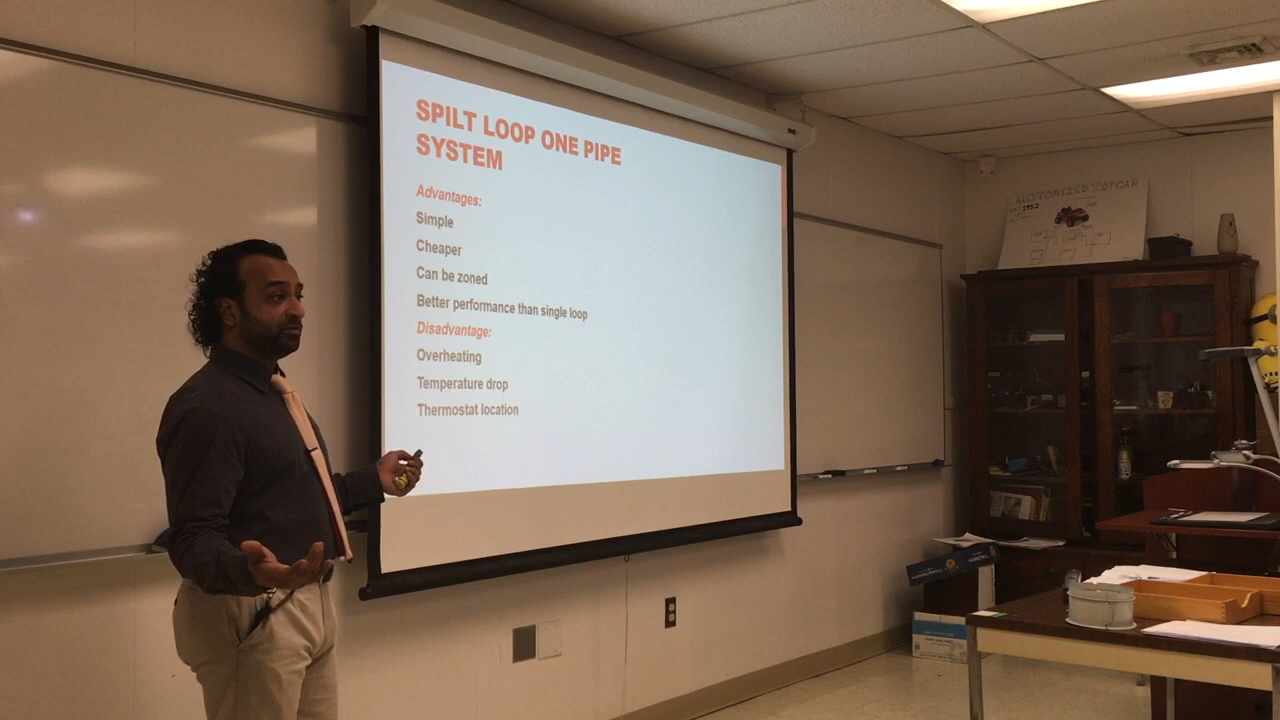 SPILT LOOP ONE PIPE
SYSTEM
Advantages:
Simple
Cheaper
Can be zoned
Better performance than single loop
Disadvantage:
Overheating
Temperature drop
Thermostat location
MOTORIZED TOY CAR